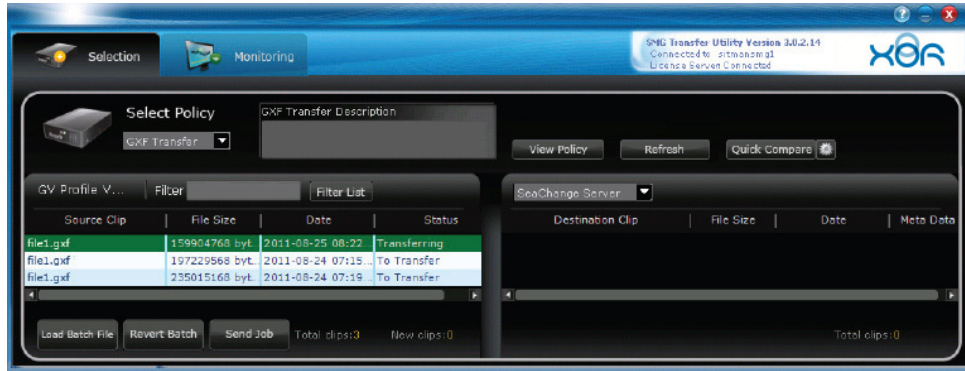 SMG Transfer Utility Version 3.0.2.14
Connected to sitmonsmg1
License Server Connected
XOR
Selection
Monitoring
Select Policy
GXF Transfer
GXF Transfer Description
View Policy
Refresh
Quick Compare
GV Profile V...
Filter
Filter List
SeaChange Server
Source Clip | File Size | Date | Status
Destination Clip | File Size | Date | Meta Data
file1.gxf 159904768 byt... 2011-08-25 08:22... Transferring
file1.gxf 197229568 byt... 2011-08-24 07:15... To Transfer
file1.gxf 235015168 byt... 2011-08-24 07:19... To Transfer
Load Batch File
Revert Batch
Send Job
Total clips:3
New clips:0
Total clips:0